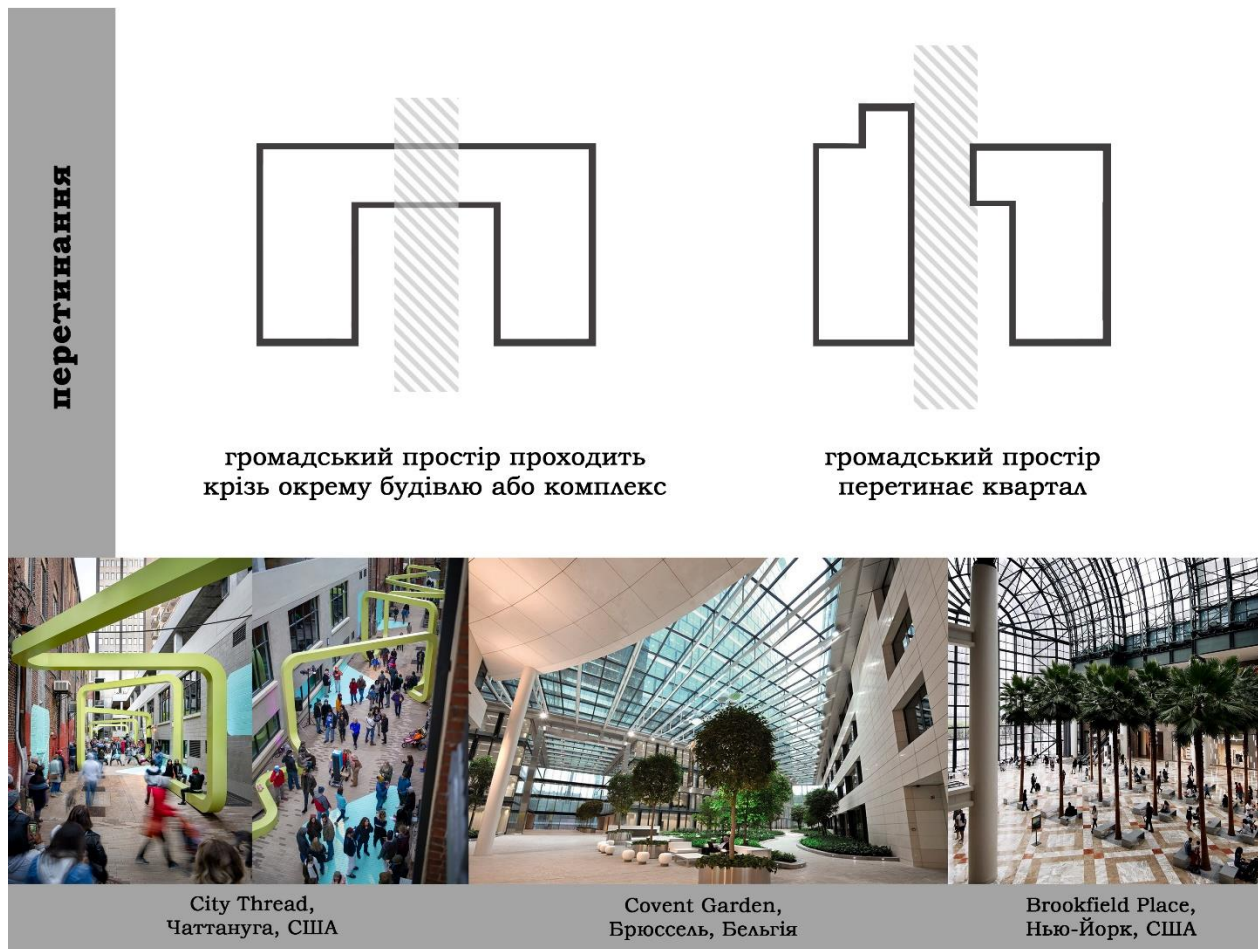 перетинання
громадський простір проходить
крізь окрему будівлю або комплекс
громадський простір
перетинає квартал
City Thread,
Чаттануга, США
Covent Garden,
Брюссель, Бельгія
Brookfield Place,
Нью-Йорк, США